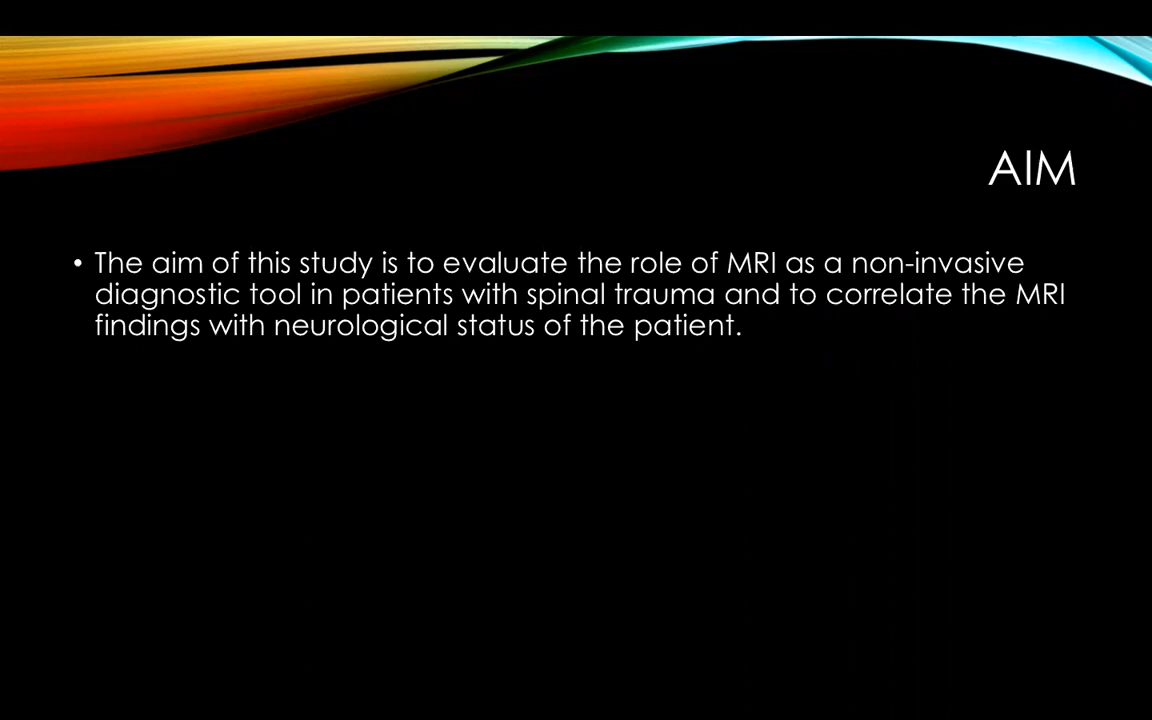 AIM
• The aim of this study is to evaluate the role of MRI as a non-invasive
diagnostic tool in patients with spinal trauma and to correlate the MRI
findings with neurological status of the patient.